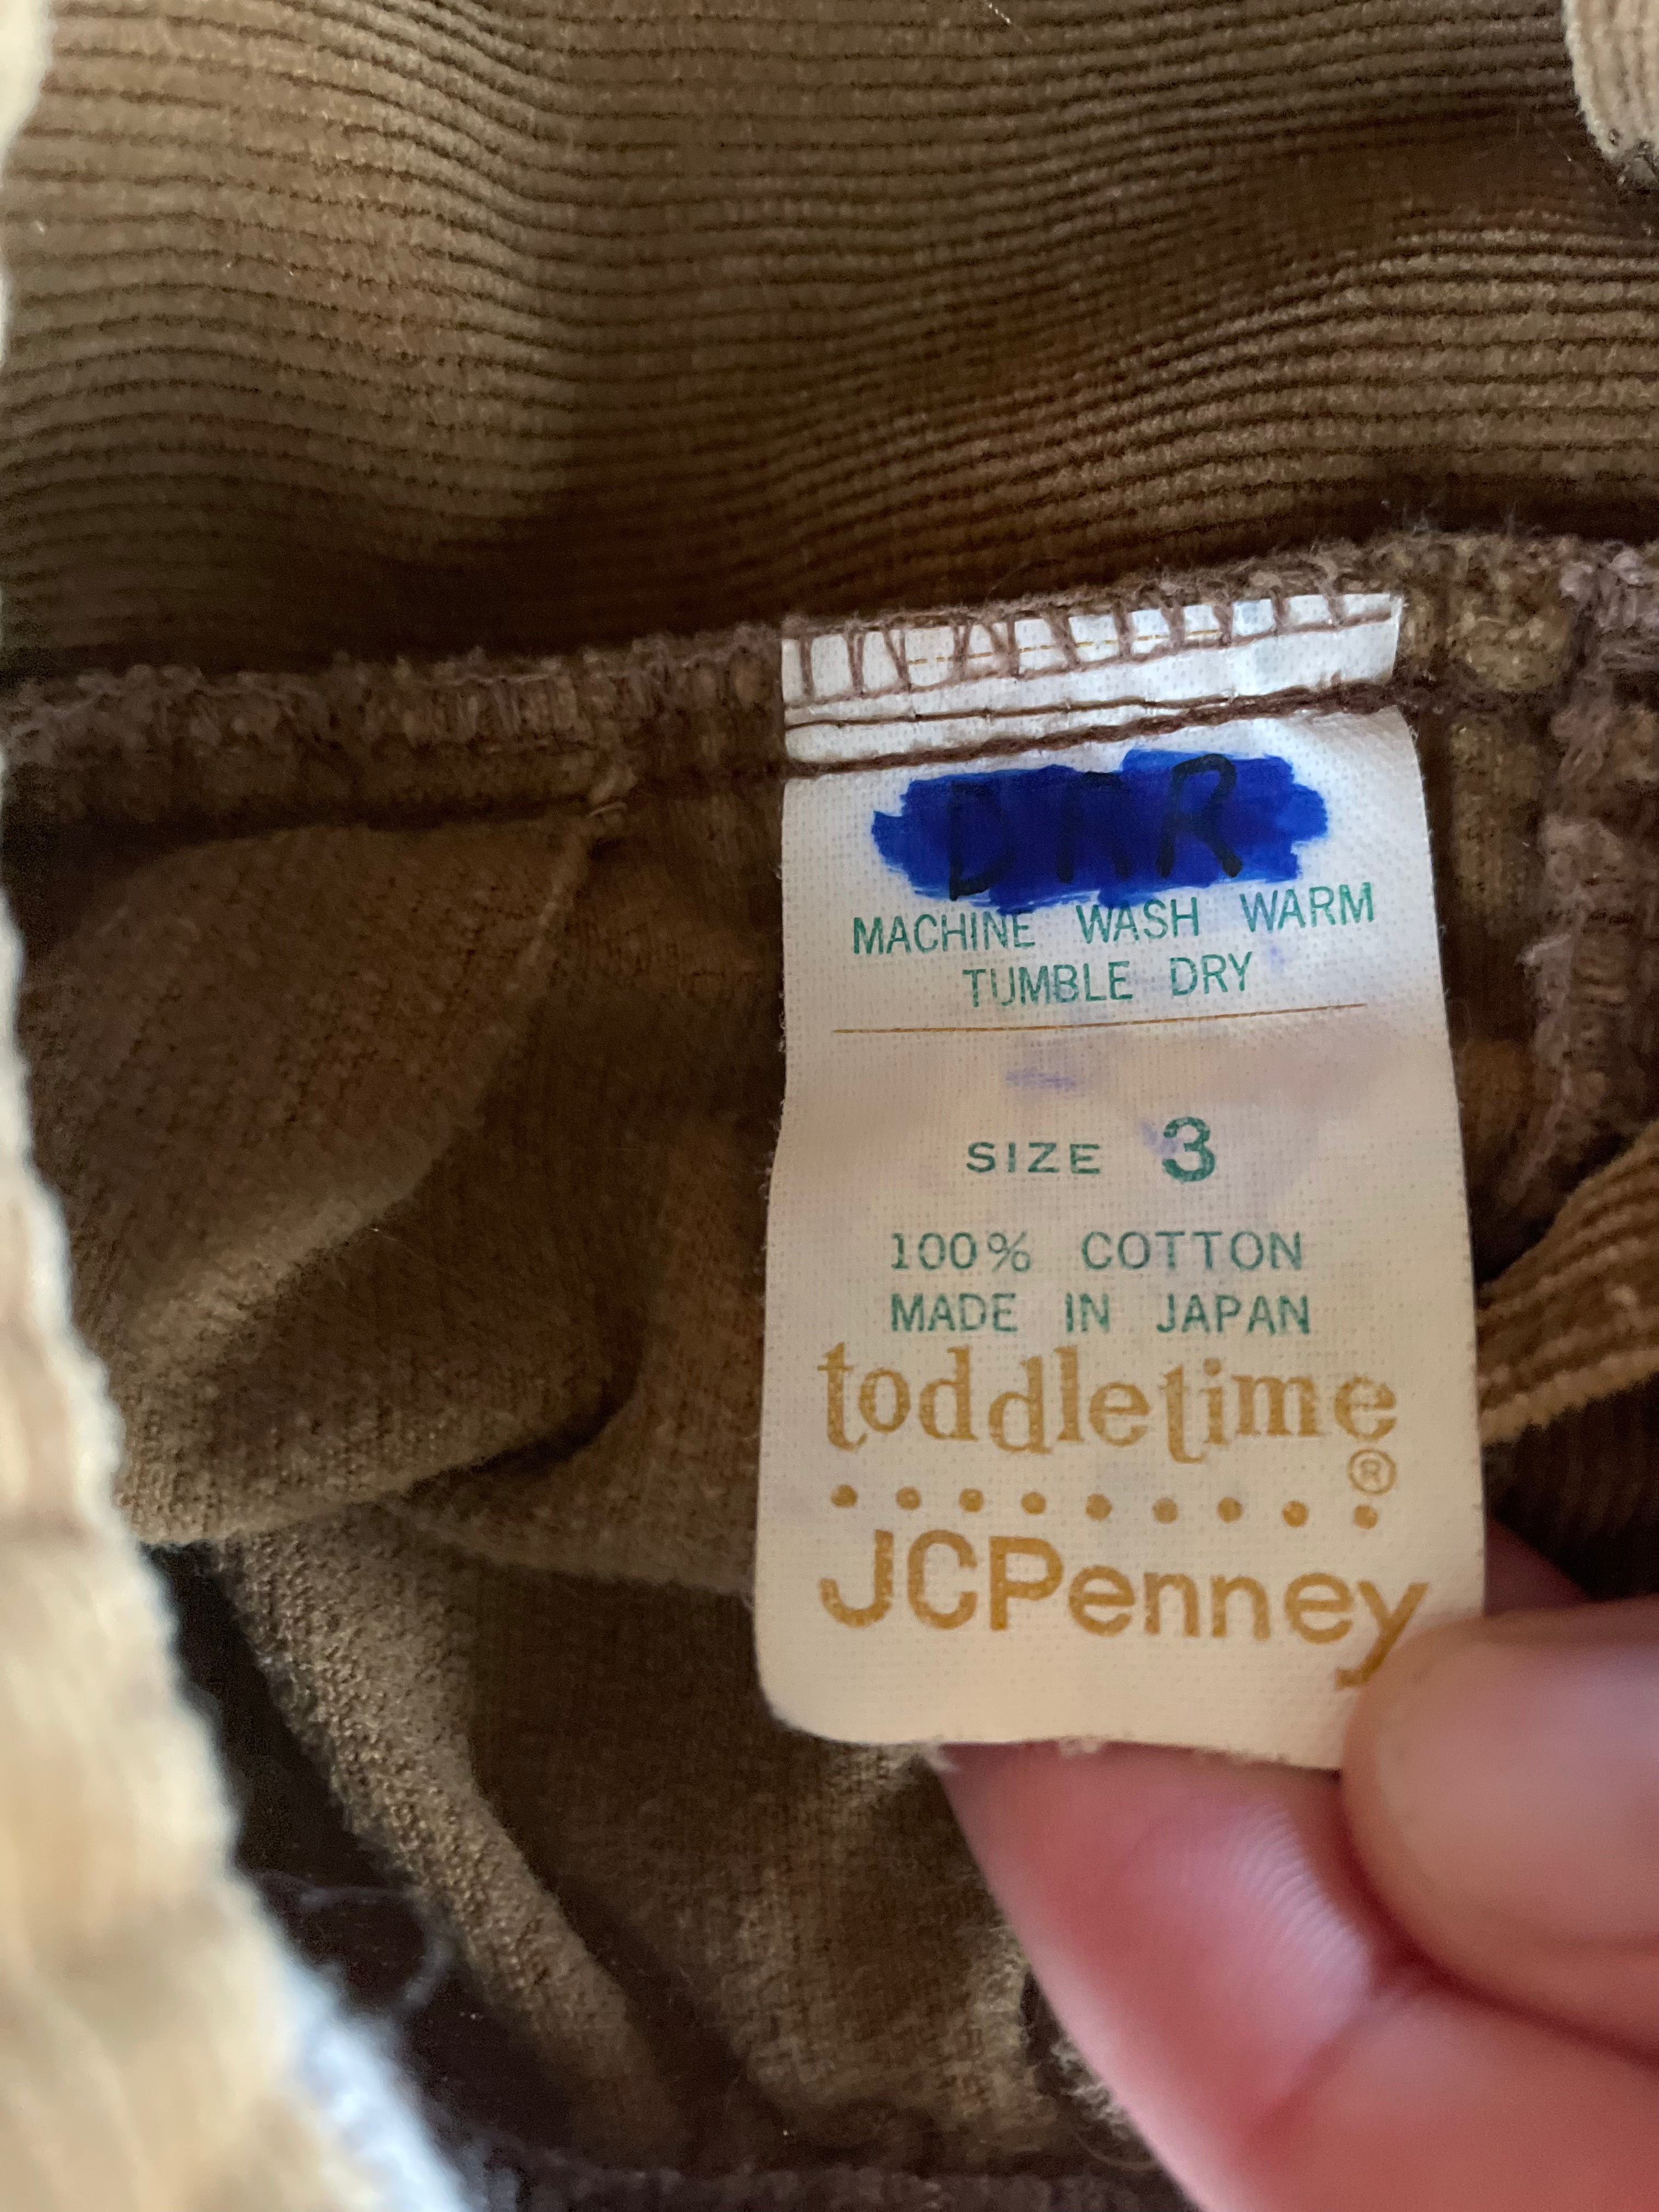 MACHINE WASH WARM
TUMBLE DRY
SIZE 3
100% COTTON
MADE IN JAPAN
toddletime
®
JCPenney